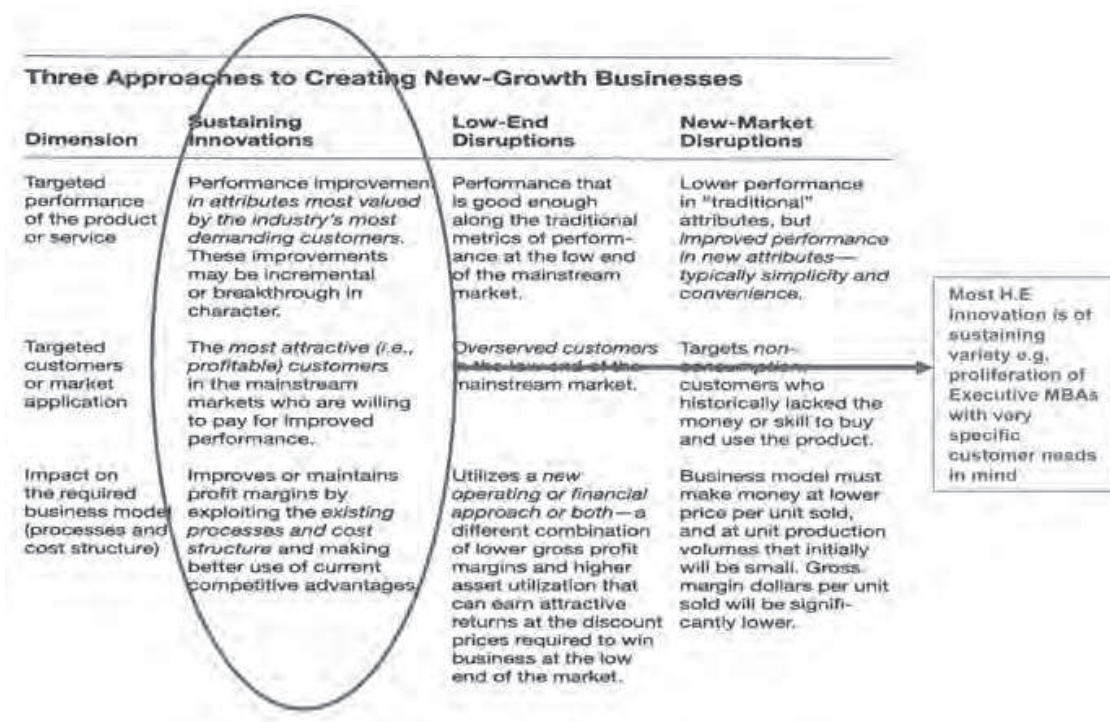 Three Approaches to Creating New-Growth Businesses
Dimension
Sustaining
Innovations
Low-End
Disruptions
New-Market
Disruptions
Targeted
performance
of the product
or service
Performance improvemen
in attributes most valued
by the industry's most
demanding customers.
These improvements
may be incremental
or breakthrough in
character.
Performance that
is good enough
along the traditional
metrics of perform-
ance at the low end
of the mainstream
market.
Lower performance
in "traditional"
attributes, but
improved performance
in new attributes—
typically simplicity and
convenience.
Targeted
customers
or market
application
The most attractive (i.e.,
profitable) customers
in the mainstream
markets who are willing
to pay for improved
performance.
Overserved customers
in the low end of the
mainstream market.
Targets non-
consumption:
customers who
historically lacked the
money or skill to buy
and use the product.
Impact on
the required
business model
(processes and
cost structure)
Improves or maintains
profit margins by
exploiting the existing
processes and cost
structure and making
better use of current
competitive advantages
Utilizes a new
operating or financial
approach or both—a
different combination
of lower gross profit
margins and higher
asset utilization that
can earn attractive
returns at the discount
prices required to win
business at the low
end of the market.
Business model must
make money at lower
price per unit sold,
and at unit production
volumes that initially
will be small. Gross
margin dollars per unit
sold will be signifi-
cantly lower.
Most H.E
innovation is of
sustaining
variety e.g.
proliferation of
Executive MBAs
with very
specific
customer needs
in mind